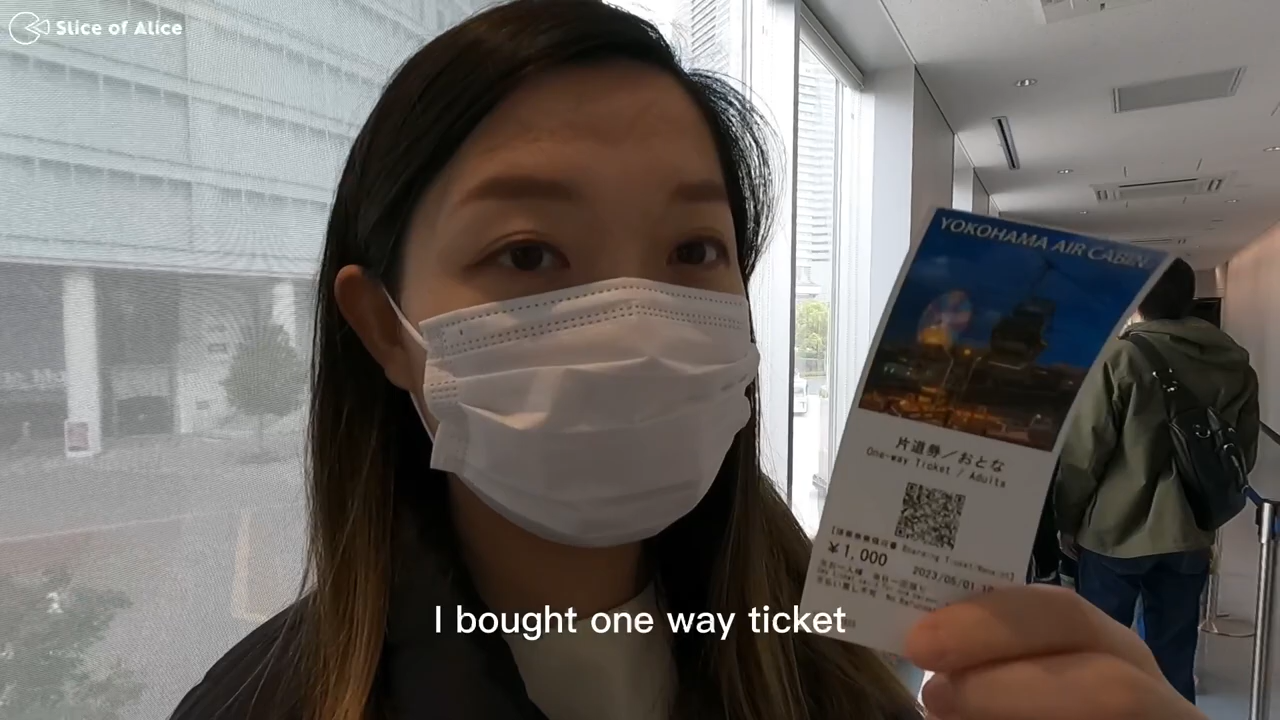 Slice of Alice
YOKOHAMA AIR CABIN
片道券／おとな
One-way Ticket / Adults
¥1,000
2023/05/01
I bought one way ticket